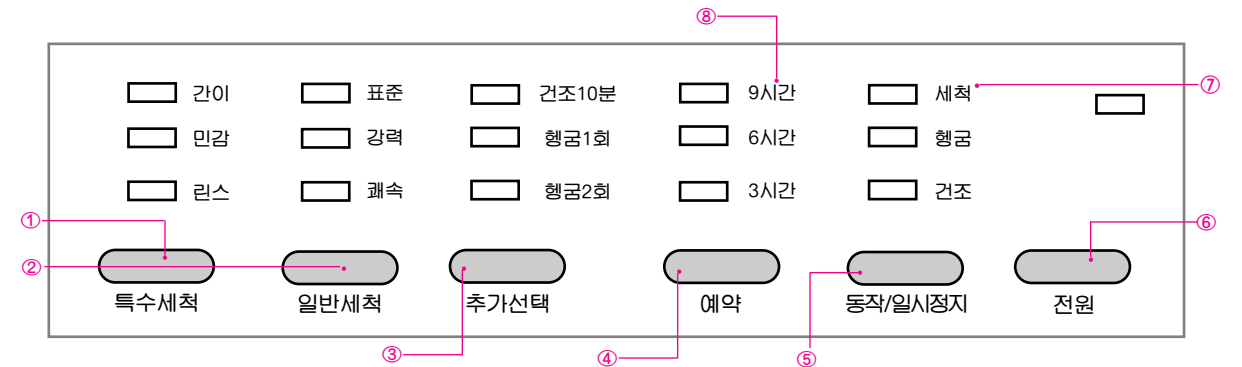 ⑧
간이 표준 건조10분 9시간 세척 ⑦
민감 강력 헹굼1회 6시간 헹굼
린스 쾌속 헹굼2회 3시간 건조
① ⑥
②
특수세척 일반세척 추가선택 예약 동작/일시정지 전원
③ ④ ⑤